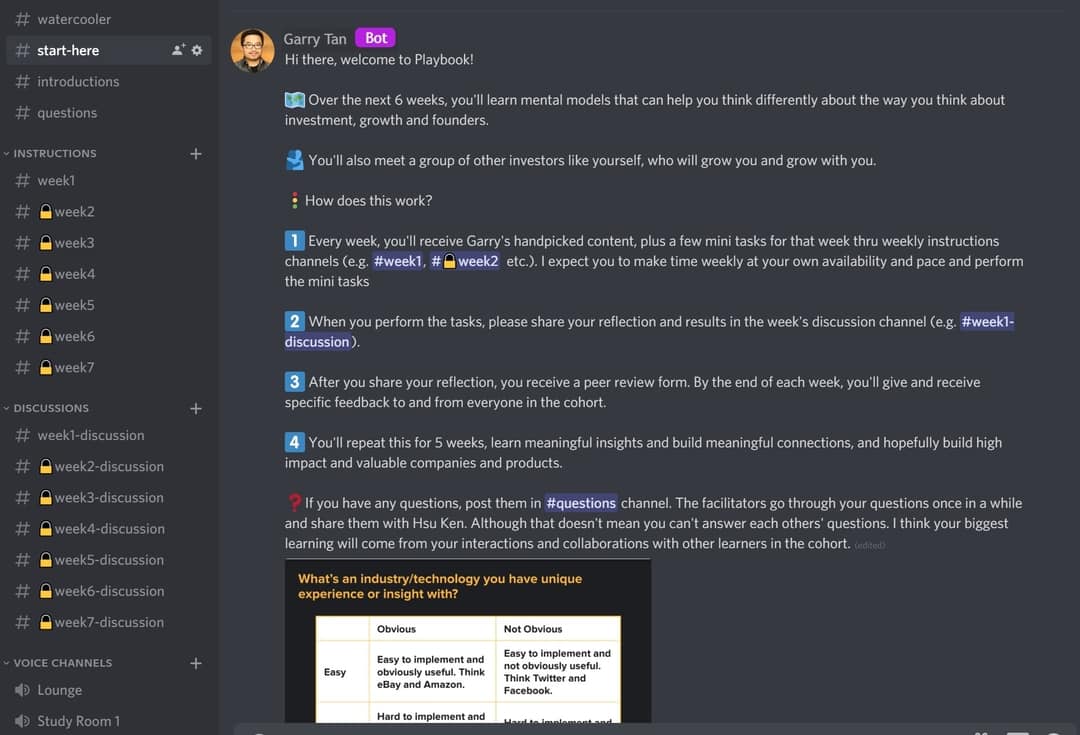 # watercooler
# start-here
# introductions
# questions
INSTRUCTIONS +
# week1
# 🔒week2
# 🔒week3
# 🔒week4
# 🔒week5
# 🔒week6
# 🔒week7
DISCUSSIONS +
# week1-discussion
# 🔒week2-discussion
# 🔒week3-discussion
# 🔒week4-discussion
# 🔒week5-discussion
# 🔒week6-discussion
# 🔒week7-discussion
VOICE CHANNELS +
Lounge
Study Room 1
Garry Tan Bot
Hi there, welcome to Playbook!
🗺️ Over the next 6 weeks, you'll learn mental models that can help you think differently about the way you think about
investment, growth and founders.
🫂 You'll also meet a group of other investors like yourself, who will grow you and grow with you.
🚦 How does this work?
1️⃣ Every week, you'll receive Garry's handpicked content, plus a few mini tasks for that week thru weekly instructions
channels (e.g. #week1, #🔒week2 etc.). I expect you to make time weekly at your own availability and pace and perform
the mini tasks
2️⃣ When you perform the tasks, please share your reflection and results in the week's discussion channel (e.g. #week1-
discussion).
3️⃣ After you share your reflection, you receive a peer review form. By the end of each week, you'll give and receive
specific feedback to and from everyone in the cohort.
4️⃣ You'll repeat this for 5 weeks, learn meaningful insights and build meaningful connections, and hopefully build high
impact and valuable companies and products.
❓ If you have any questions, post them in #questions channel. The facilitators go through your questions once in a while
and share them with Hsu Ken. Although that doesn't mean you can't answer each others' questions. I think your biggest
learning will come from your interactions and collaborations with other learners in the cohort. (edited)
What's an industry/technology you have unique
experience or insight with?
Obvious
Not Obvious
Easy
Easy to implement and
obviously useful. Think
eBay and Amazon.
Easy to implement and
not obviously useful.
Think Twitter and
Facebook.
Hard to implement and
Hard to implement and